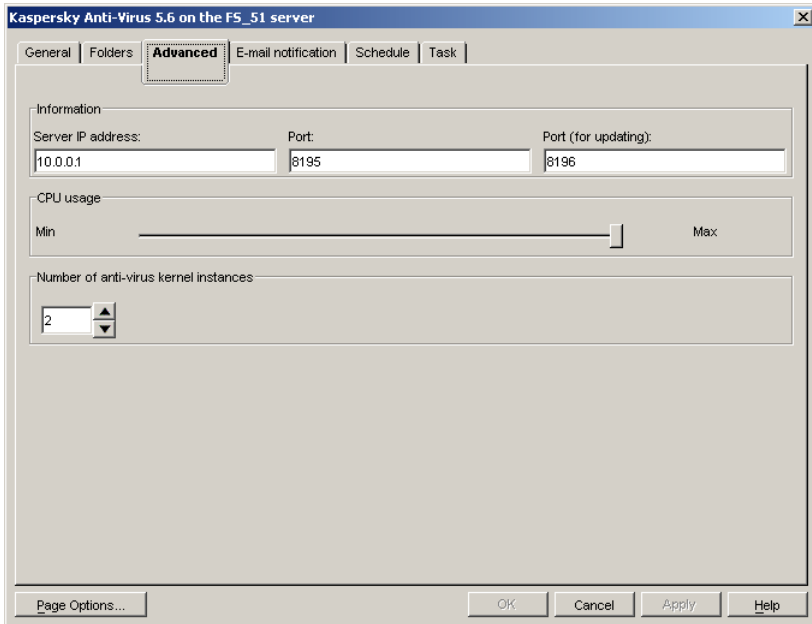 Kaspersky Anti-Virus 5.6 on the FS_51 server
General Folders Advanced E-mail notification Schedule Task
Information
Server IP address: Port: Port (for updating):
10.0.0.1 8195 8196
CPU usage
Min Max
Number of anti-virus kernel instances
2
Page Options... OK Cancel Apply Help